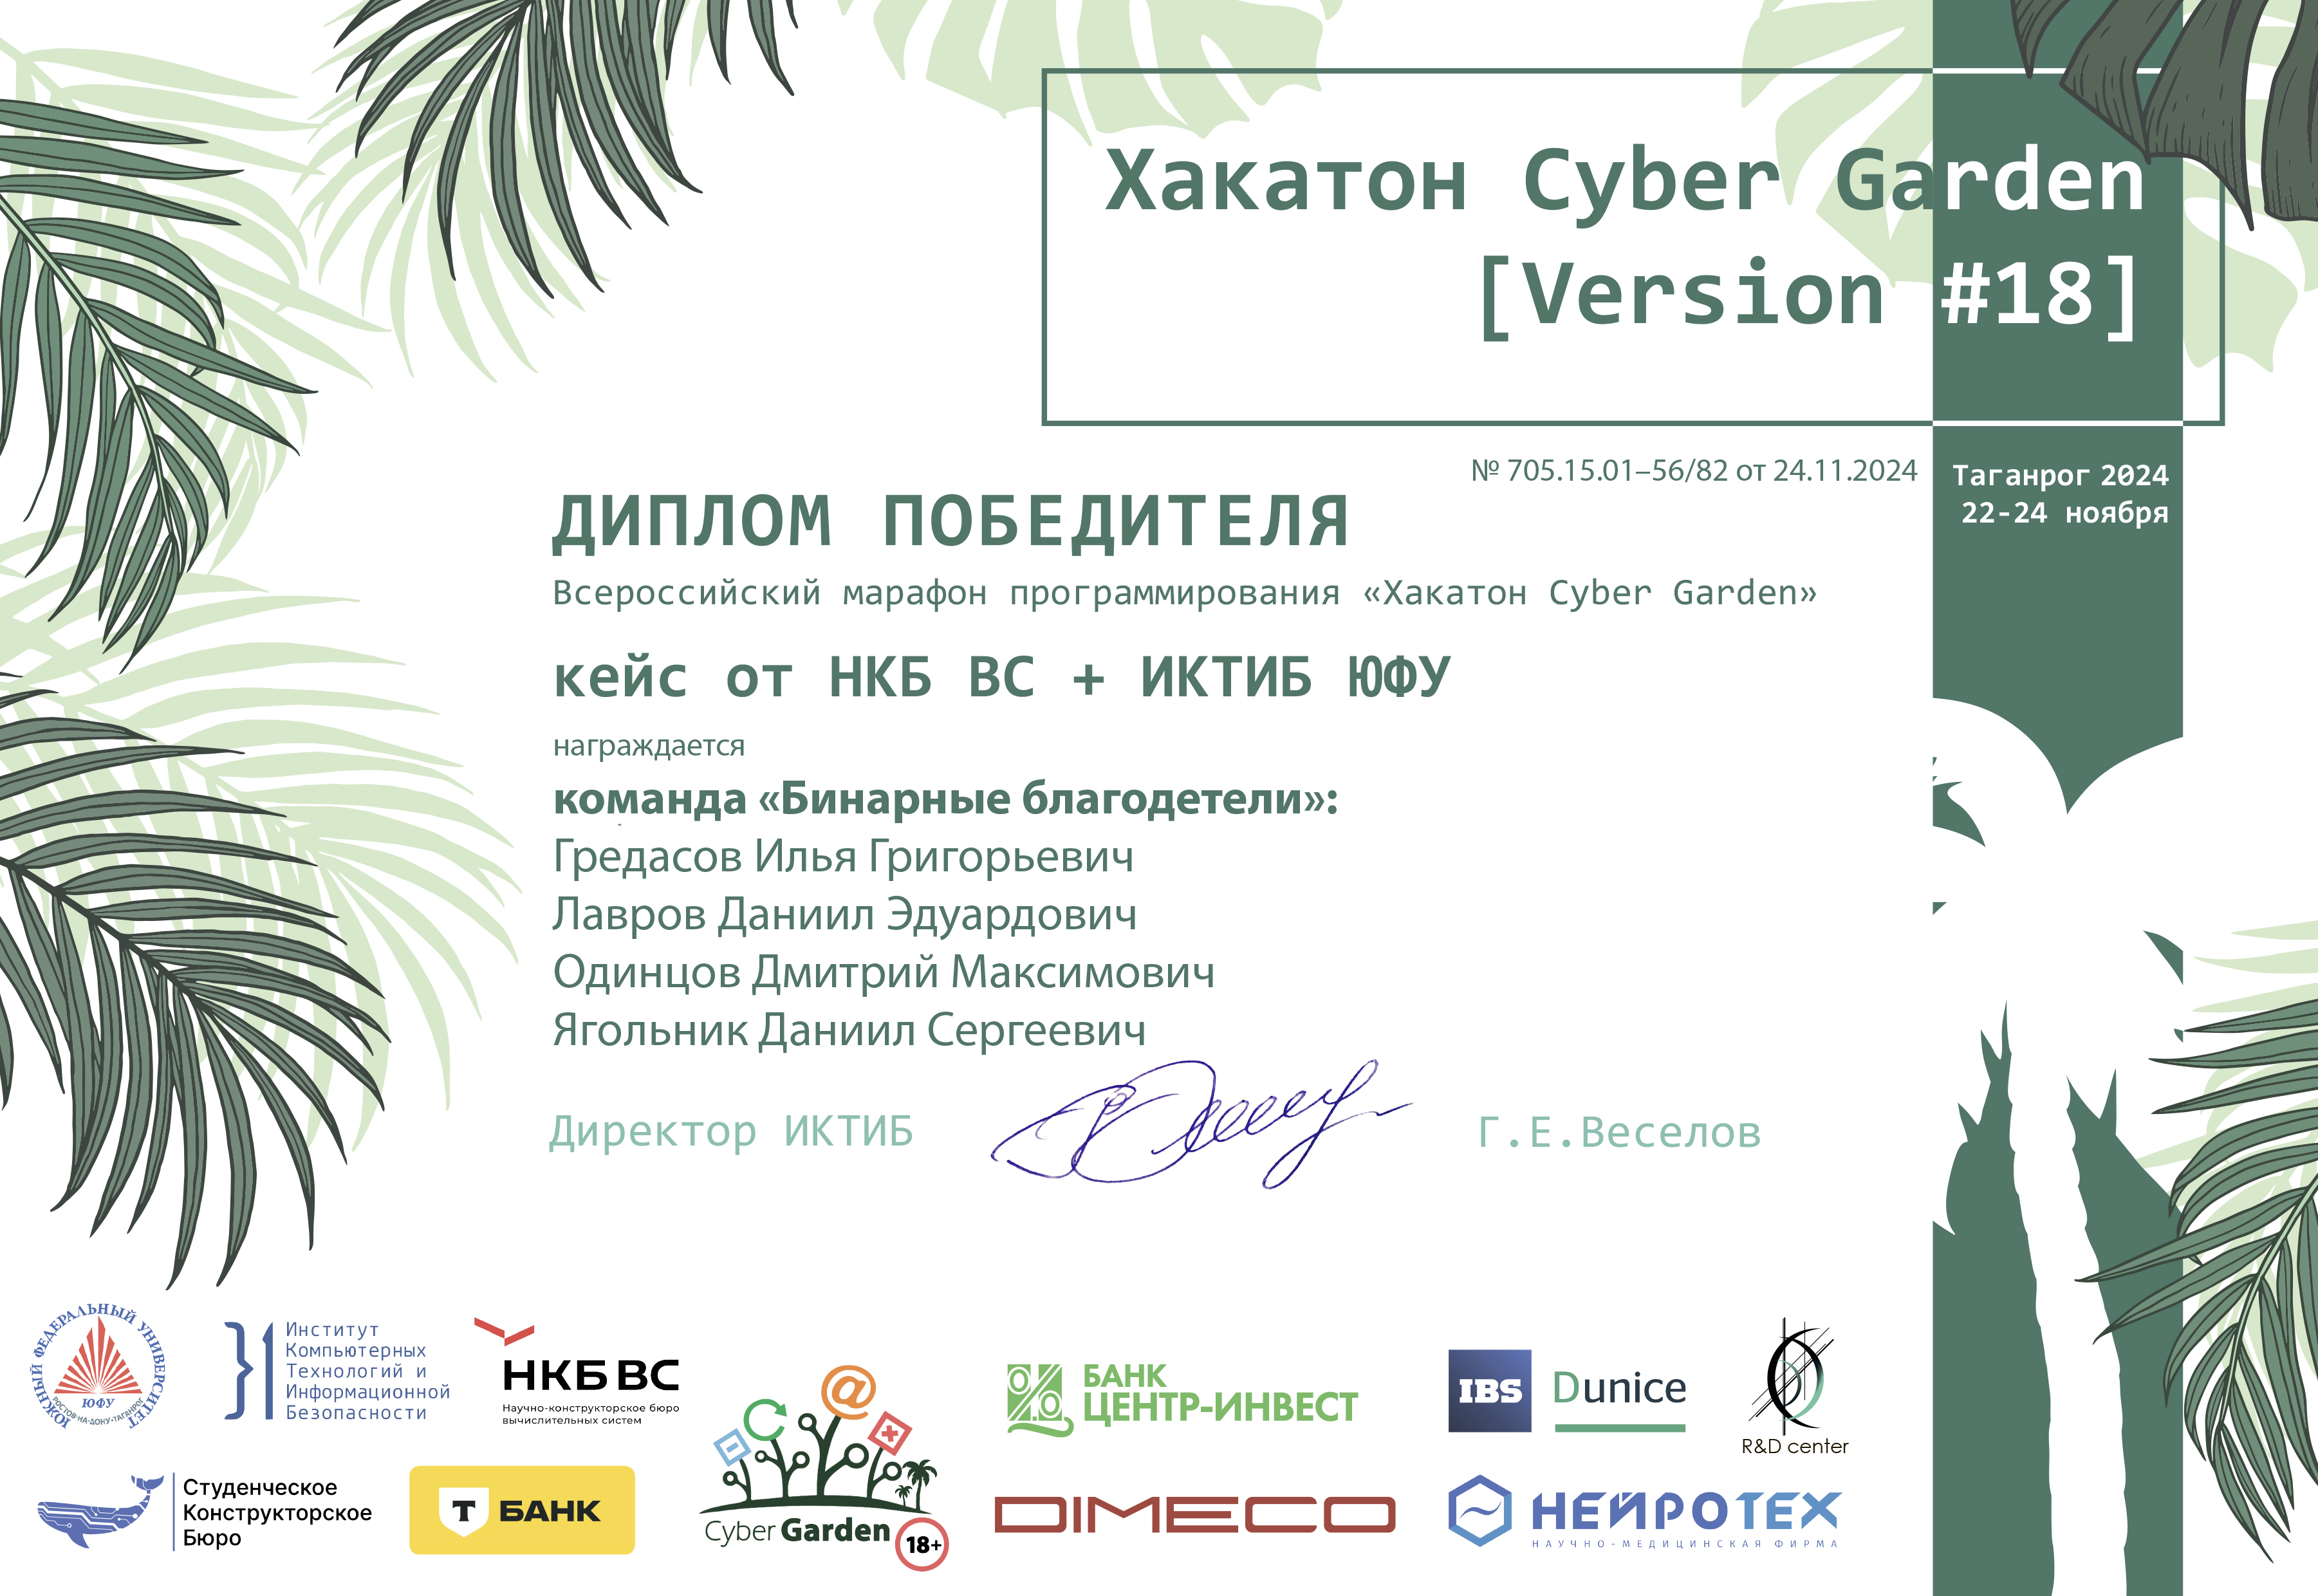 Хакатон Cyber Garden
[Version #18]
№ 705.15.01–56/82 от 24.11.2024
Таганрог 2024
22-24 ноября
ДИПЛОМ ПОБЕДИТЕЛЯ
Всероссийский марафон программирования «Хакатон Cyber Garden»
кейс от НКБ ВС + ИКТИБ ЮФУ
награждается
команда «Бинарные благодетели»:
Гредасов Илья Григорьевич
Лавров Даниил Эдуардович
Одинцов Дмитрий Максимович
Ягольник Даниил Сергеевич
Директор ИКТИБ
Г.Е.Веселов
ЮЖНЫЙ ФЕДЕРАЛЬНЫЙ УНИВЕРСИТЕТ
ЮФУ
РОСТОВ-НА-ДОНУ•ТАГАНРОГ
Институт
Компьютерных
Технологий и
Информационной
Безопасности
НКБ ВС
Научно-конструкторское бюро
вычислительных систем
БАНК
ЦЕНТР-ИНВЕСТ
IBS
Dunice
R&D center
Студенческое
Конструкторское
Бюро
Т БАНК
Cyber Garden
18+
DIMECO
НЕЙРОТЕХ
НАУЧНО-МЕДИЦИНСКАЯ ФИРМА